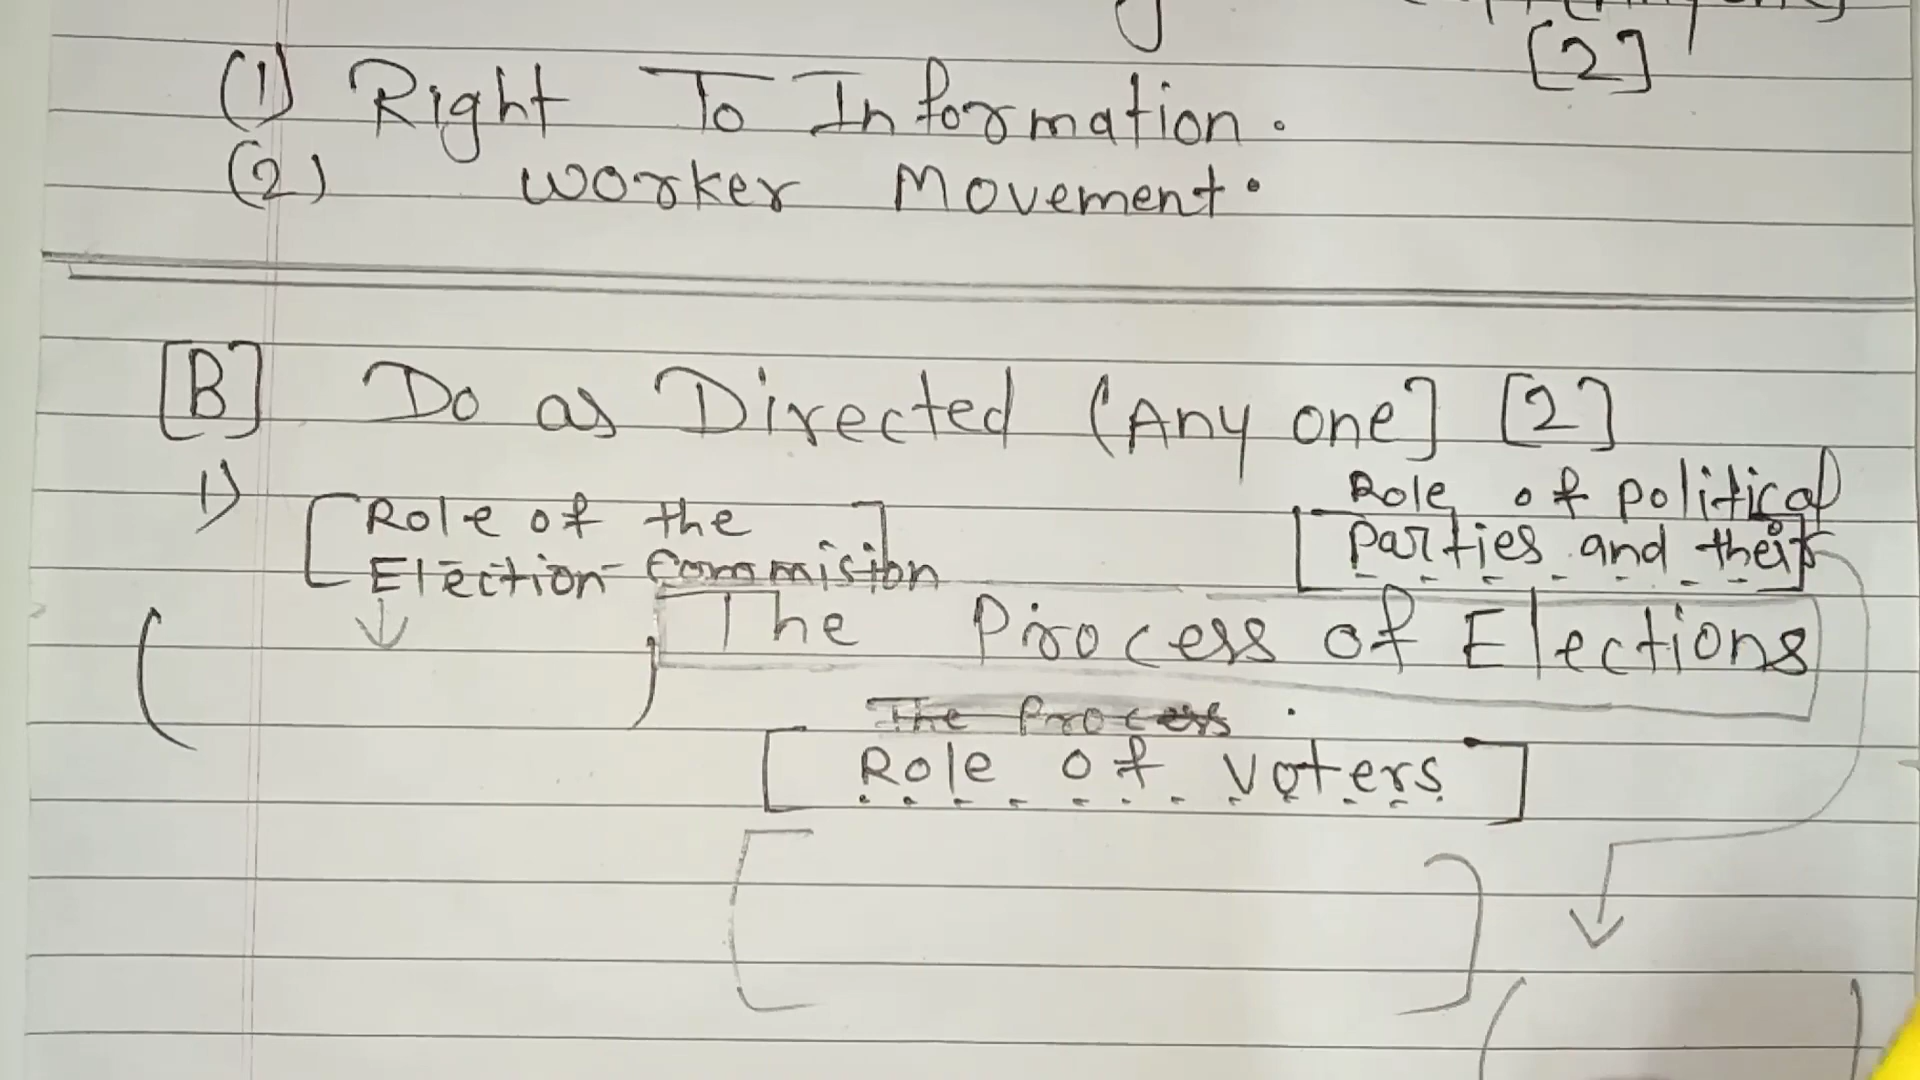 [2]
(1) Right To Information.
(2) worker Movement.
[B] Do as Directed (Any one] [2]
1)
Role of the
Election Commision
Role of political
Parties and their
The Process of Elections
The Process
[Role of Voters]